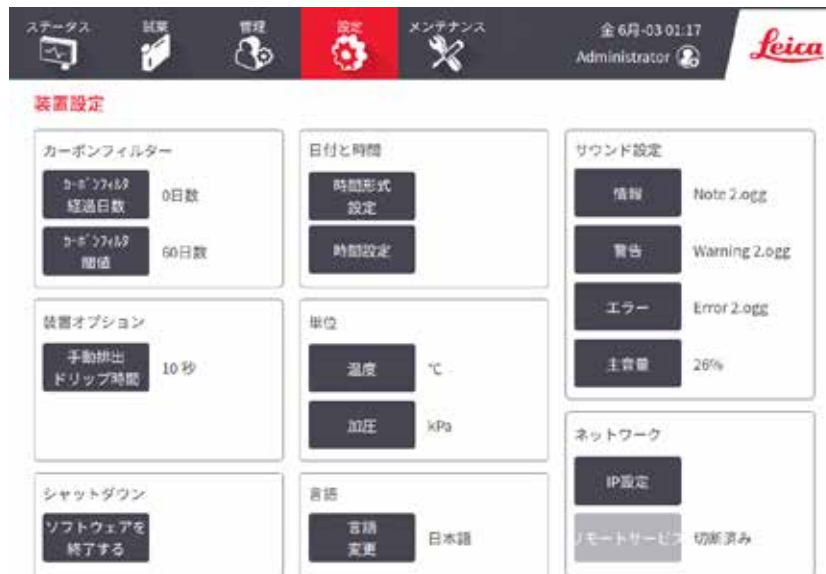 ステータス
試薬
管理
設定
メンテナンス
金 6月-03 01:17
Administrator
Leica
装置設定
カーボンフィルター
ｶｰﾎﾞﾝﾌｨﾙﾀ
経過日数
0日数
ｶｰﾎﾞﾝﾌｨﾙﾀ
閾値
60日数
装置オプション
手動排出
ドリップ時間
10 秒
シャットダウン
ソフトウェアを
終了する
日付と時間
時間形式
設定
時間設定
単位
温度
℃
加圧
kPa
言語
言語
変更
日本語
サウンド設定
情報
Note 2.ogg
警告
Warning 2.ogg
エラー
Error 2.ogg
主音量
26%
ネットワーク
IP設定
リモートサービス
切断済み